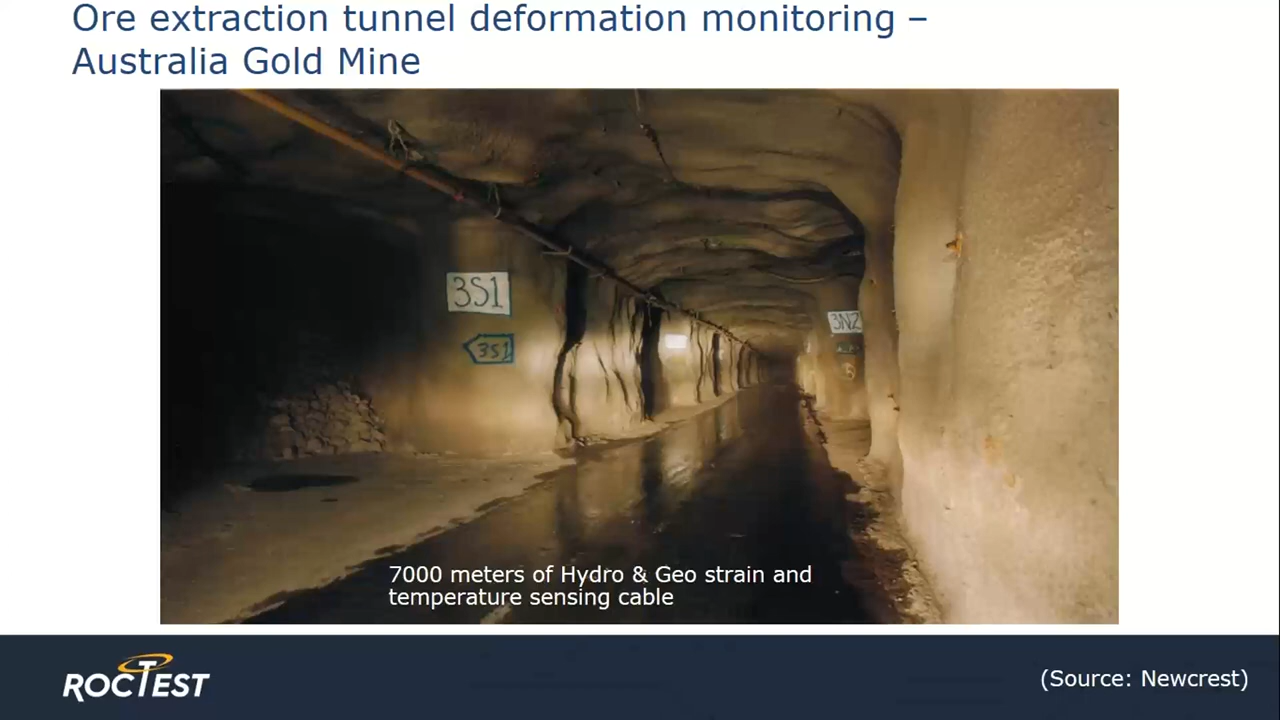 Ore extraction tunnel deformation monitoring –
Australia Gold Mine
3S1
3S1
3N2
7000 meters of Hydro & Geo strain and
temperature sensing cable
ROCTEST
(Source: Newcrest)